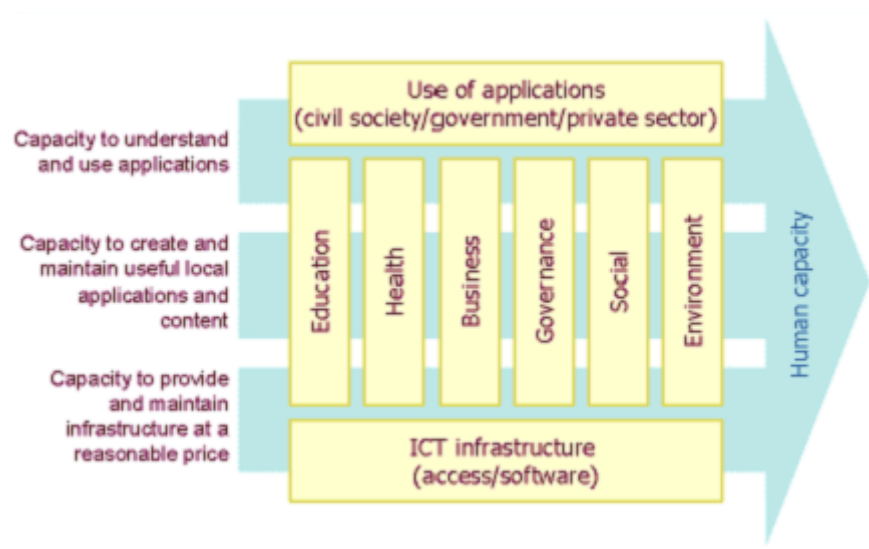 Use of applications
(civil society/government/private sector)
Capacity to understand
and use applications
Capacity to create and
maintain useful local
applications and
content
Capacity to provide
and maintain
infrastructure at a
reasonable price
Education
Health
Business
Governance
Social
Environment
Human capacity
ICT infrastructure
(access/software)